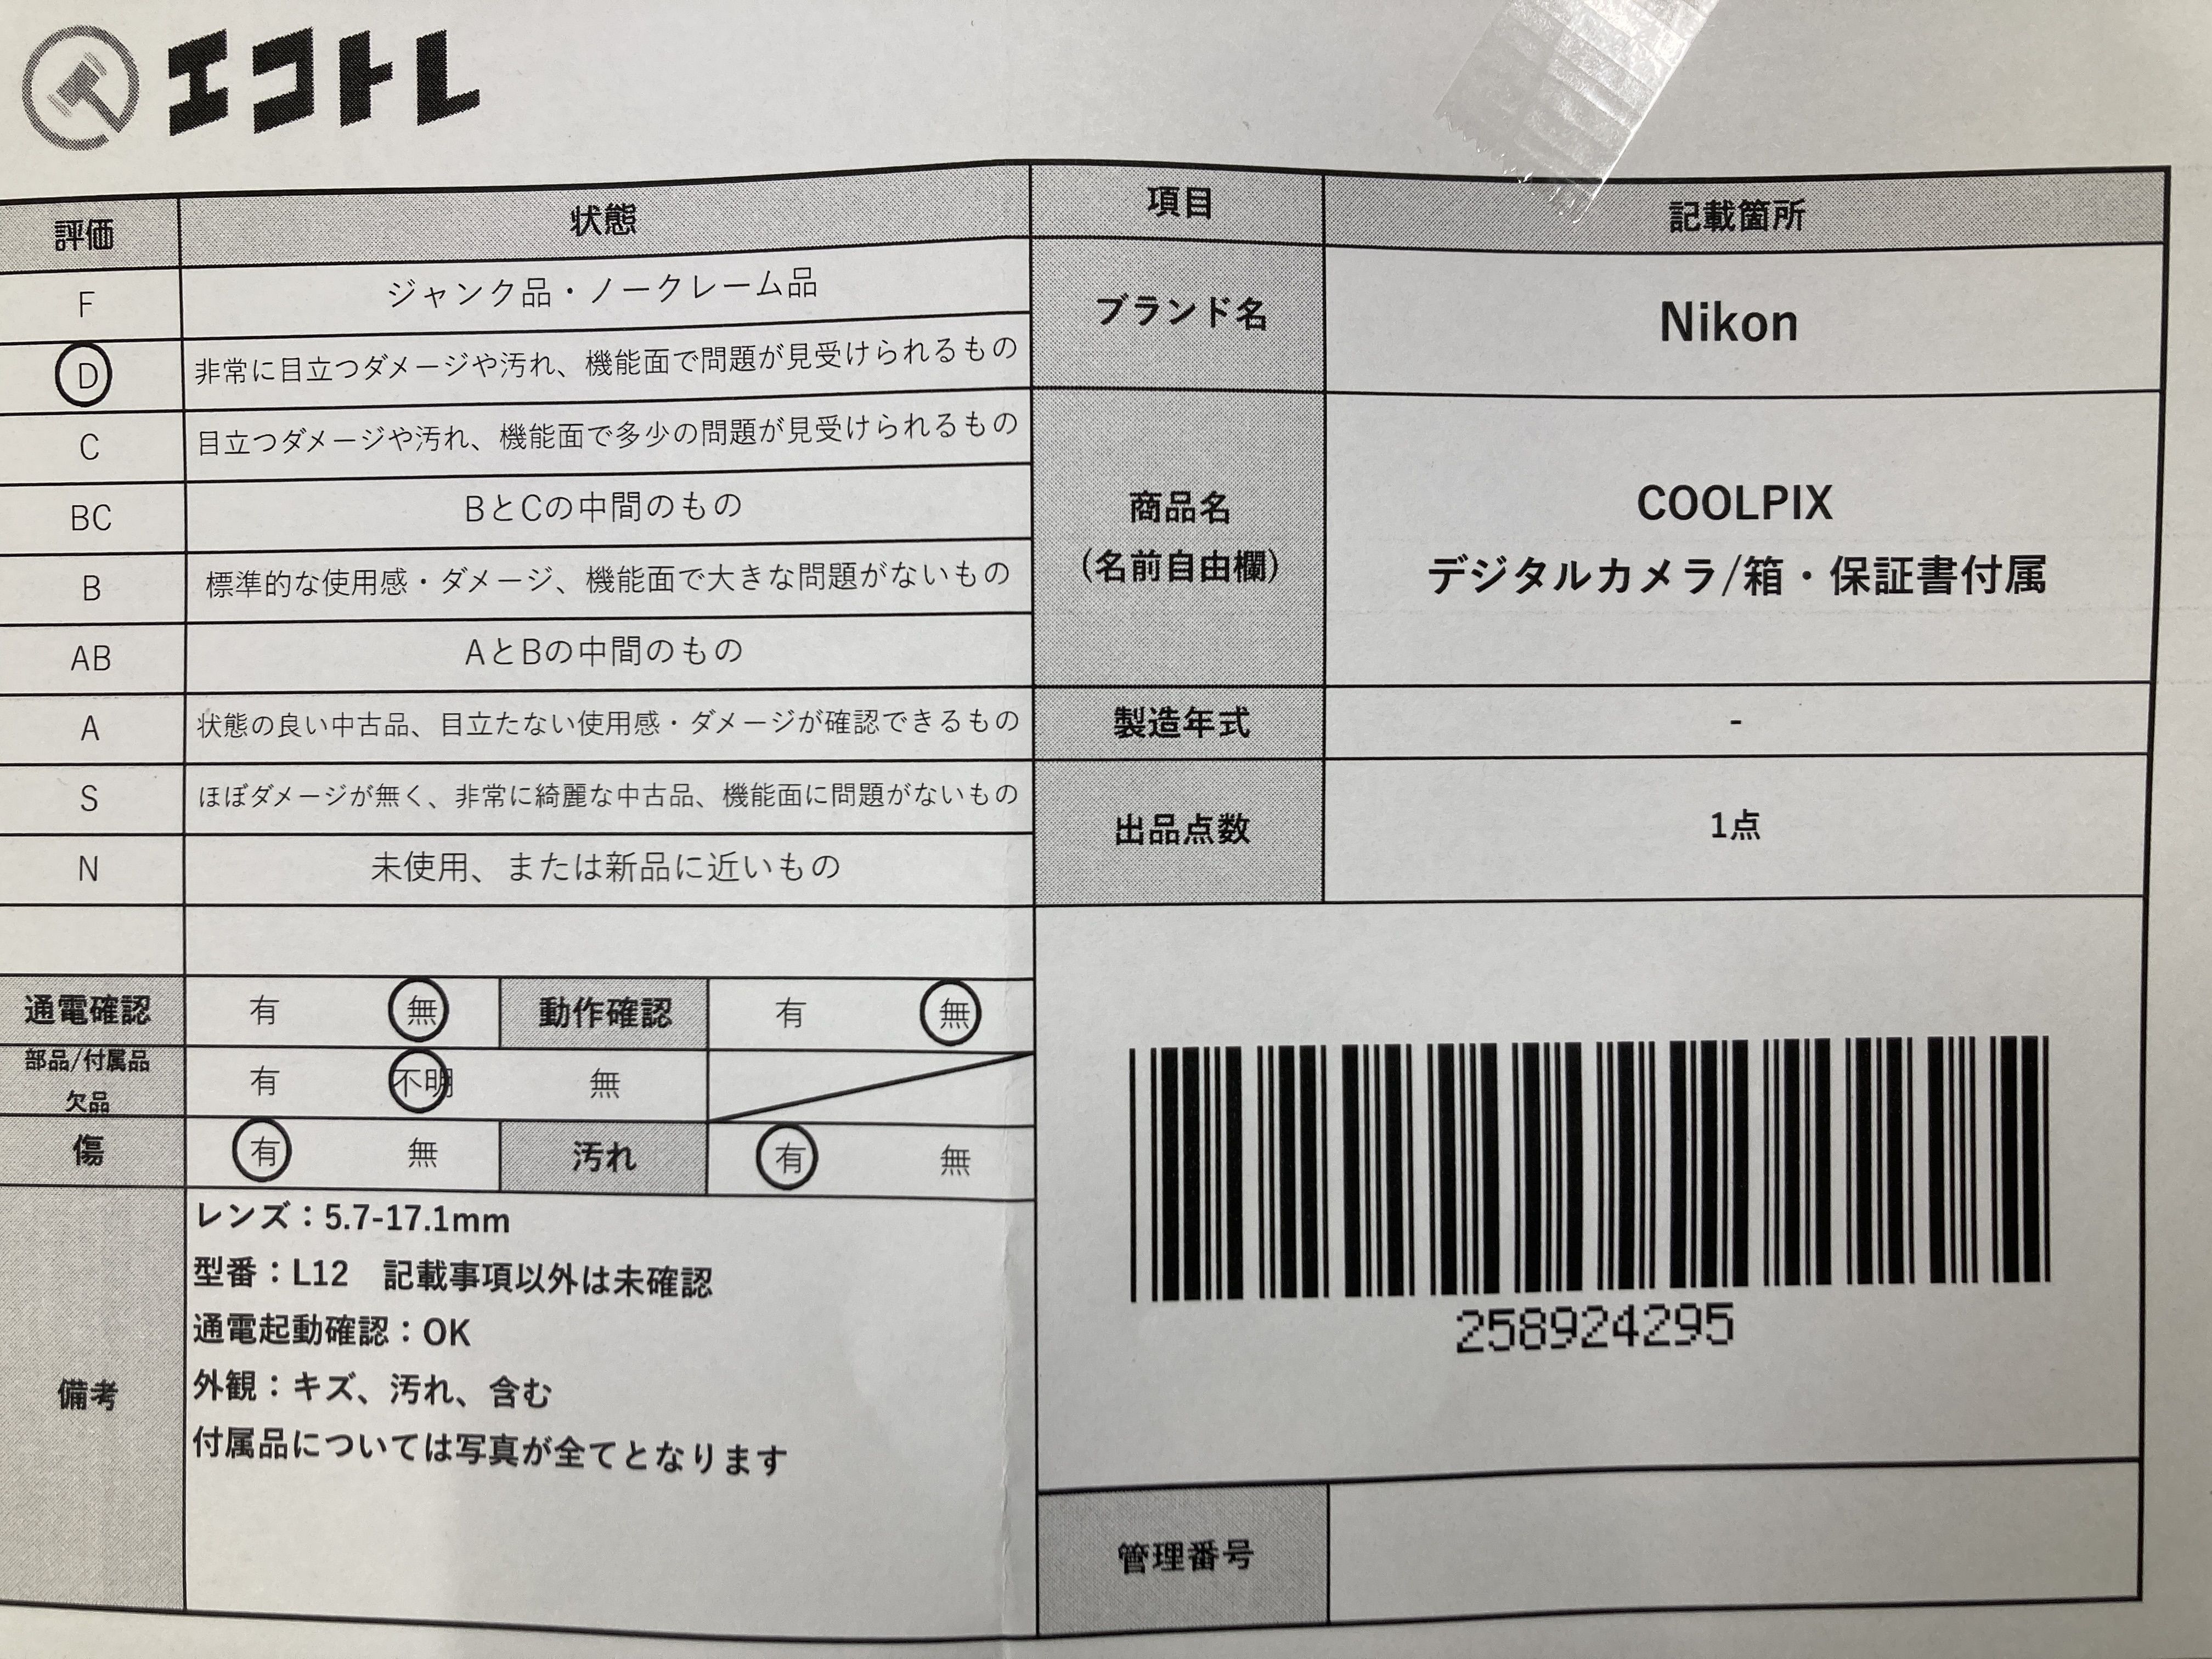 エコトレ
評価 状態
F ジャンク品・ノークレーム品
D 非常に目立つダメージや汚れ、機能面で問題が見受けられるもの
C 目立つダメージや汚れ、機能面で多少の問題が見受けられるもの
BC BとCの中間のもの
B 標準的な使用感・ダメージ、機能面で大きな問題がないもの
AB AとBの中間のもの
A 状態の良い中古品、目立たない使用感・ダメージが確認できるもの
S ほぼダメージが無く、非常に綺麗な中古品、機能面に問題がないもの
N 未使用、または新品に近いもの
通電確認 有 無 動作確認 有 無
部品/付属品
欠品 有 不明 無
傷 有 無 汚れ 有 無
備考
レンズ：5.7-17.1mm
型番：L12　記載事項以外は未確認
通電起動確認：OK
外観：キズ、汚れ、含む
付属品については写真が全てとなります
項目 記載箇所
ブランド名 Nikon
商品名
(名前自由欄)
COOLPIX
デジタルカメラ/箱・保証書付属
製造年式 -
出品点数 1点
258924295
管理番号